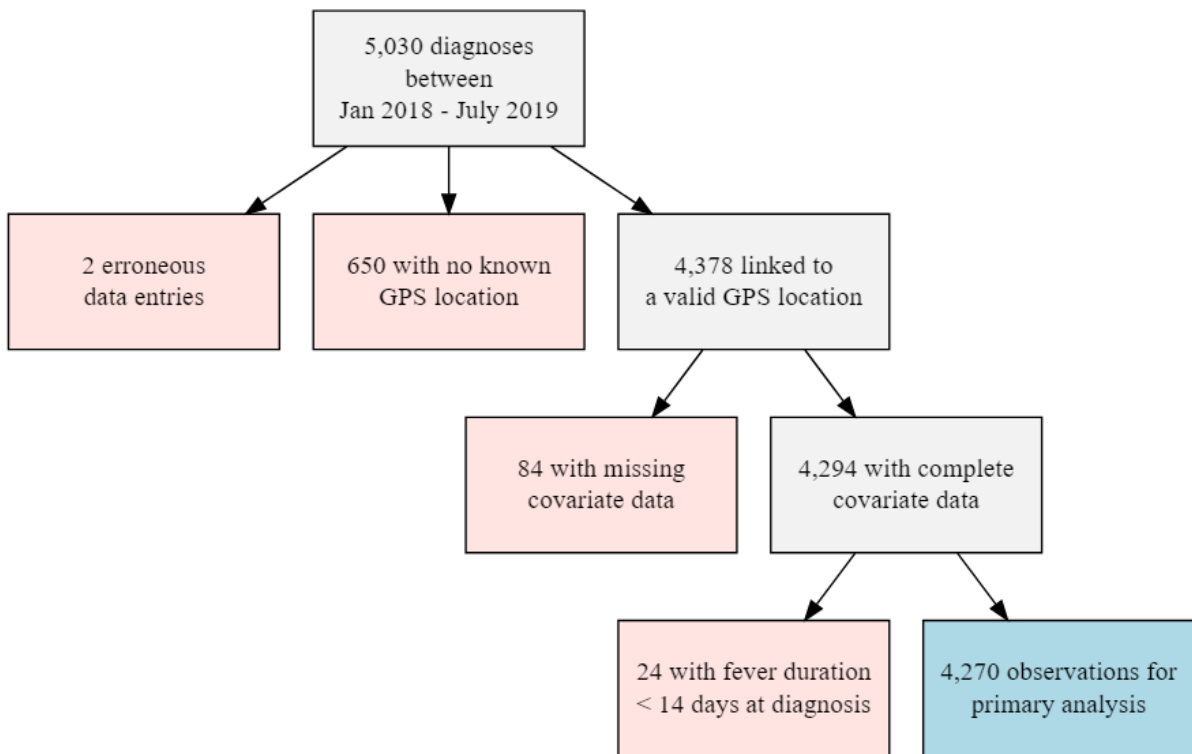 5,030 diagnoses
between
Jan 2018 - July 2019
2 erroneous
data entries
650 with no known
GPS location
4,378 linked to
a valid GPS location
84 with missing
covariate data
4,294 with complete
covariate data
24 with fever duration
< 14 days at diagnosis
4,270 observations for
primary analysis